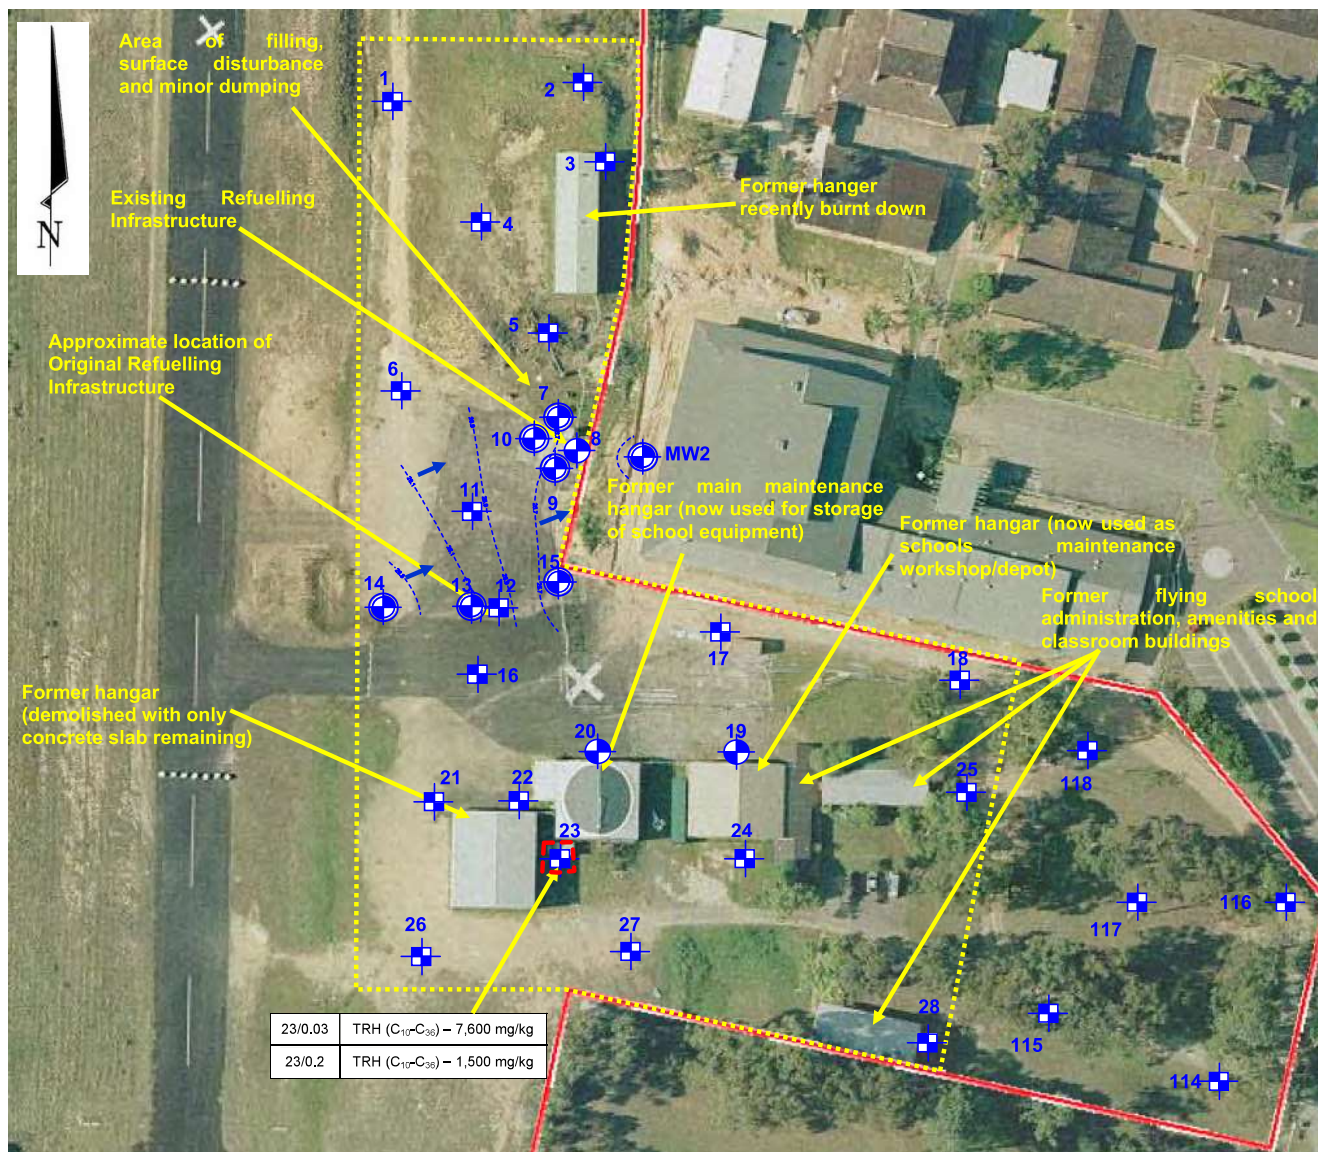 Area of filling,
surface disturbance
and minor dumping
1
2
3
Existing Refuelling
Infrastructure
Former hanger
recently burnt down
4
N
Approximate location of
Original Refuelling
Infrastructure
5
6
7
10
8
MW2
9
11
Former main maintenance
hangar (now used for storage
of school equipment)
Former hangar (now used as
schools maintenance
workshop/depot)
14
13
12
15
Former flying school
administration, amenities and
classroom buildings
17
16
18
Former hangar
(demolished with only
concrete slab remaining)
20
19
118
21
22
25
23
24
117
116
26
27
28
115
114
23/0.03 TRH (C10-C36) – 7,600 mg/kg
23/0.2 TRH (C10-C36) – 1,500 mg/kg